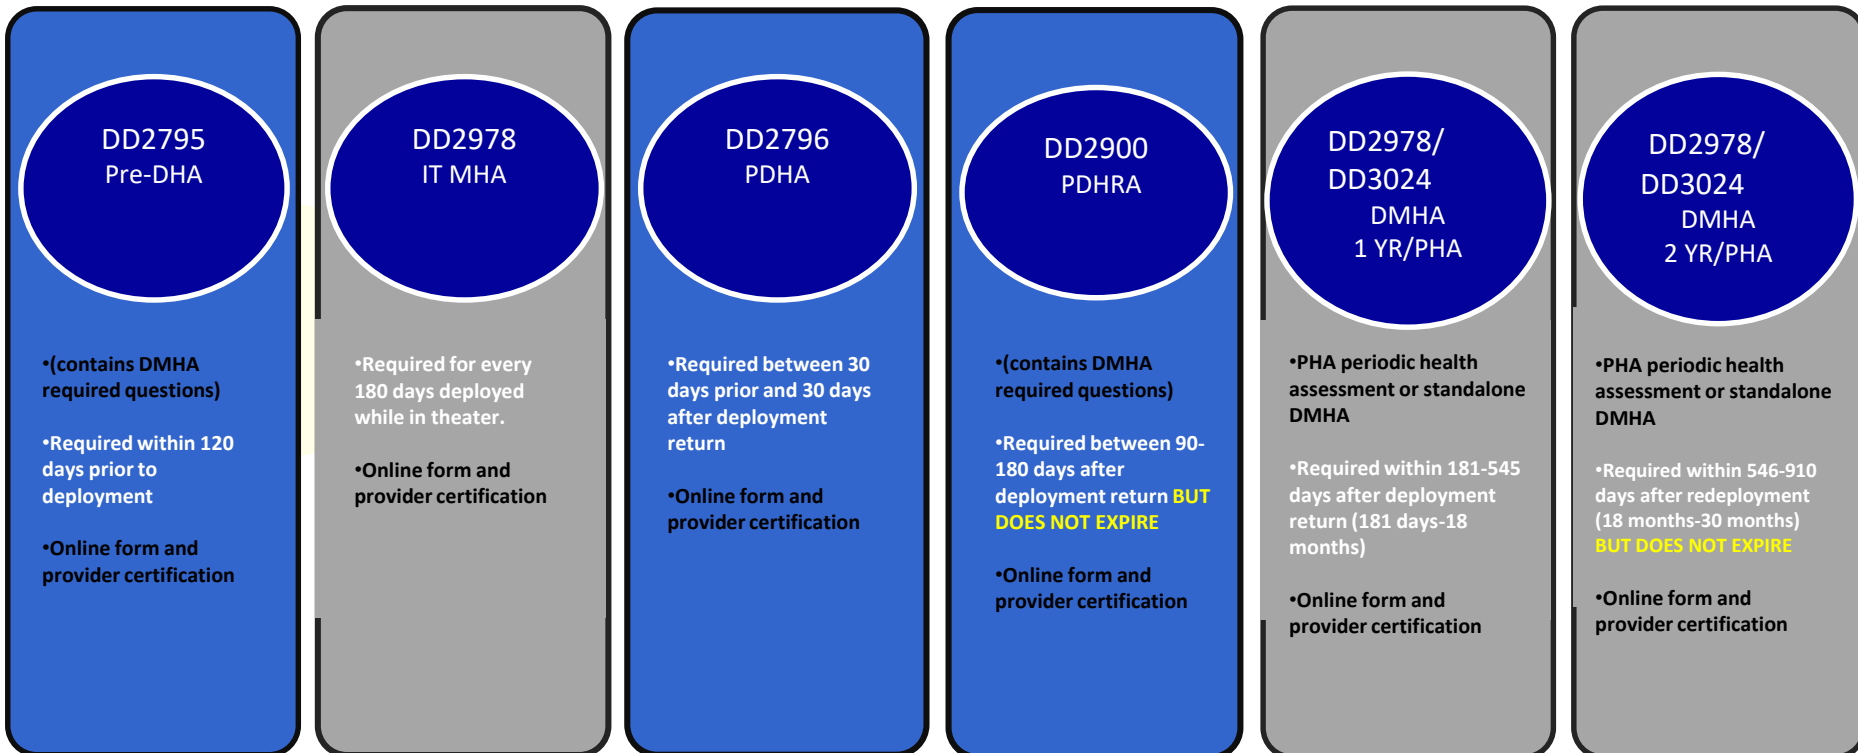 DD2795
Pre-DHA
•(contains DMHA
required questions)
•Required within 120
days prior to
deployment
•Online form and
provider certification
DD2978
IT MHA
•Required for every
180 days deployed
while in theater.
•Online form and
provider certification
DD2796
PDHA
•Required between 30
days prior and 30 days
after deployment
return
•Online form and
provider certification
DD2900
PDHRA
•(contains DMHA
required questions)
•Required between 90-
180 days after
deployment return BUT
DOES NOT EXPIRE
•Online form and
provider certification
DD2978/
DD3024
DMHA
1 YR/PHA
•PHA periodic health
assessment or standalone
DMHA
•Required within 181-545
days after deployment
return (181 days-18
months)
•Online form and
provider certification
DD2978/
DD3024
DMHA
2 YR/PHA
•PHA periodic health
assessment or standalone
DMHA
•Required within 546-910
days after redeployment
(18 months-30 months)
BUT DOES NOT EXPIRE
•Online form and
provider certification